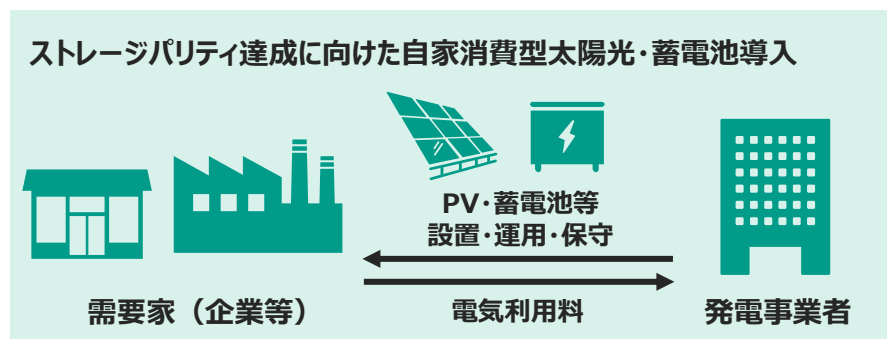 ストレージパリティ達成に向けた自家消費型太陽光・蓄電池導入
PV・蓄電池等
設置・運用・保守
電気利用料
需要家（企業等）
発電事業者